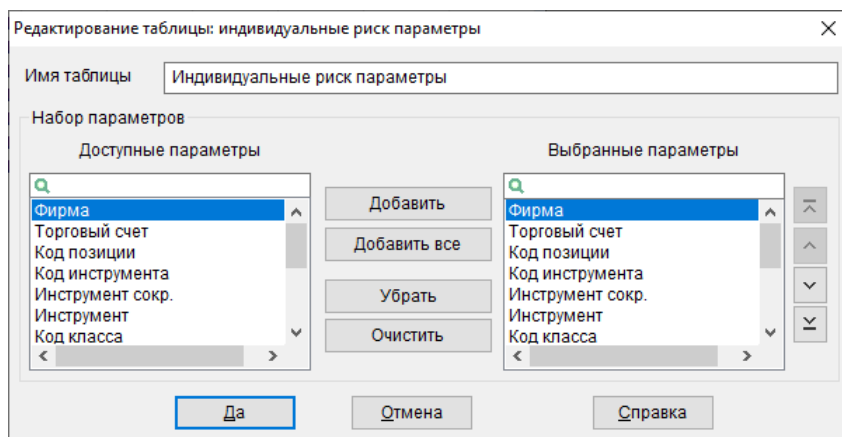 Редактирование таблицы: индивидуальные риск параметры
Имя таблицы
Индивидуальные риск параметры
Набор параметров
Доступные параметры
Фирма
Торговый счет
Код позиции
Код инструмента
Инструмент сокр.
Инструмент
Код класса
Добавить
Добавить все
Убрать
Очистить
Выбранные параметры
Фирма
Торговый счет
Код позиции
Код инструмента
Инструмент сокр.
Инструмент
Код класса
Да
Отмена
Справка